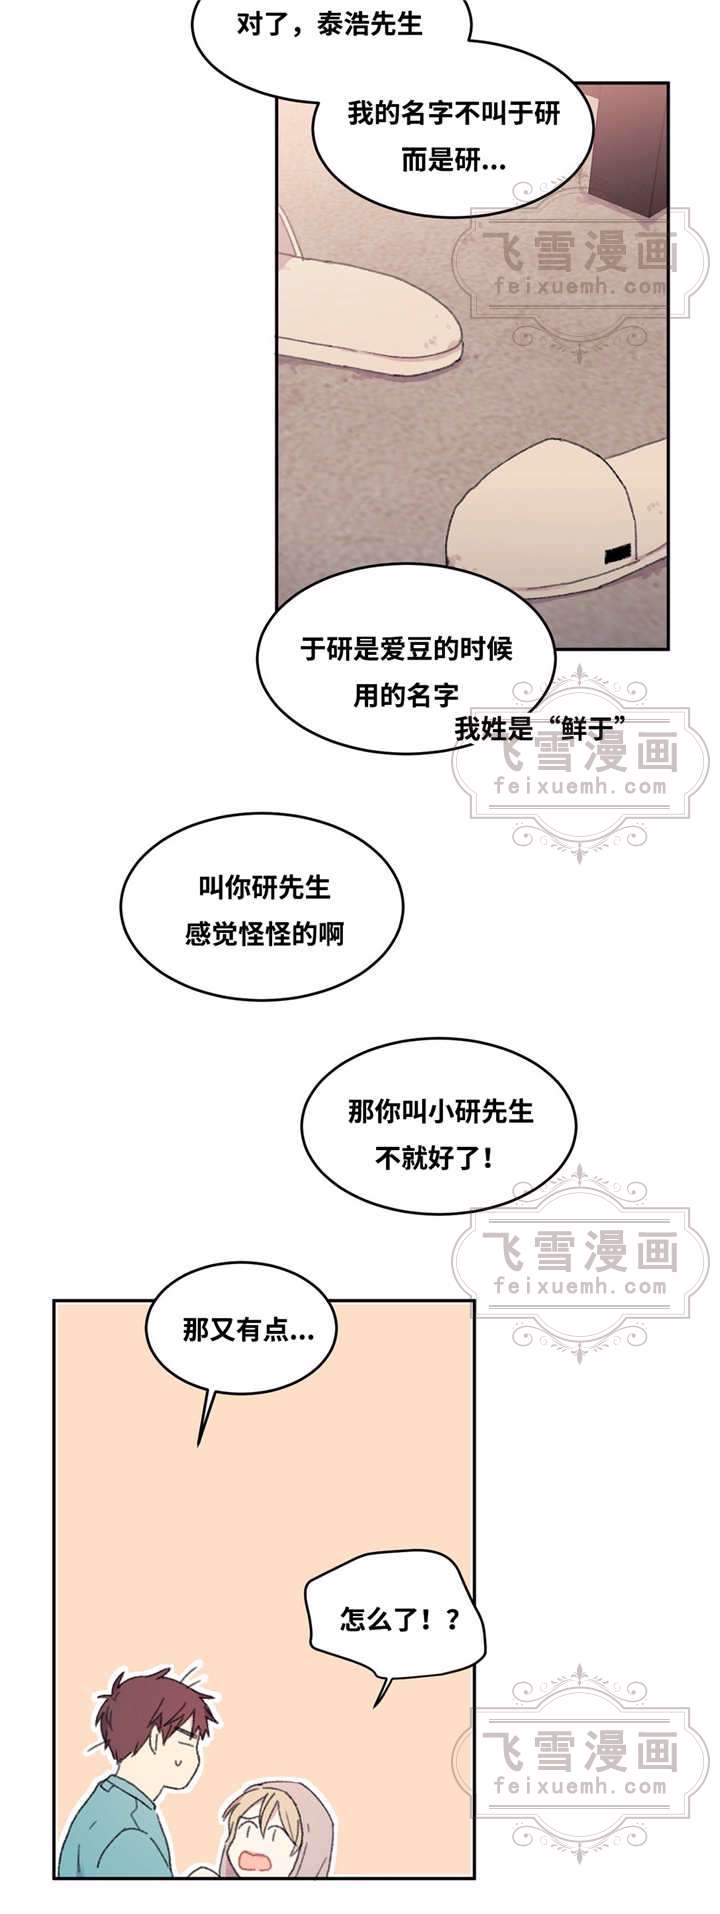 对了，泰浩先生
我的名字不叫于研
而是研...
飞雪漫画
feixuemh.com
于研是爱豆的时候
用的名字
我姓是“鲜于”
飞雪漫画
feixuemh.com
叫你研先生
感觉怪怪的啊
那你叫小研先生
不就好了！
飞雪漫画
feixuemh.com
那又有点...
怎么了！？
飞雪漫画
feixuemh.com